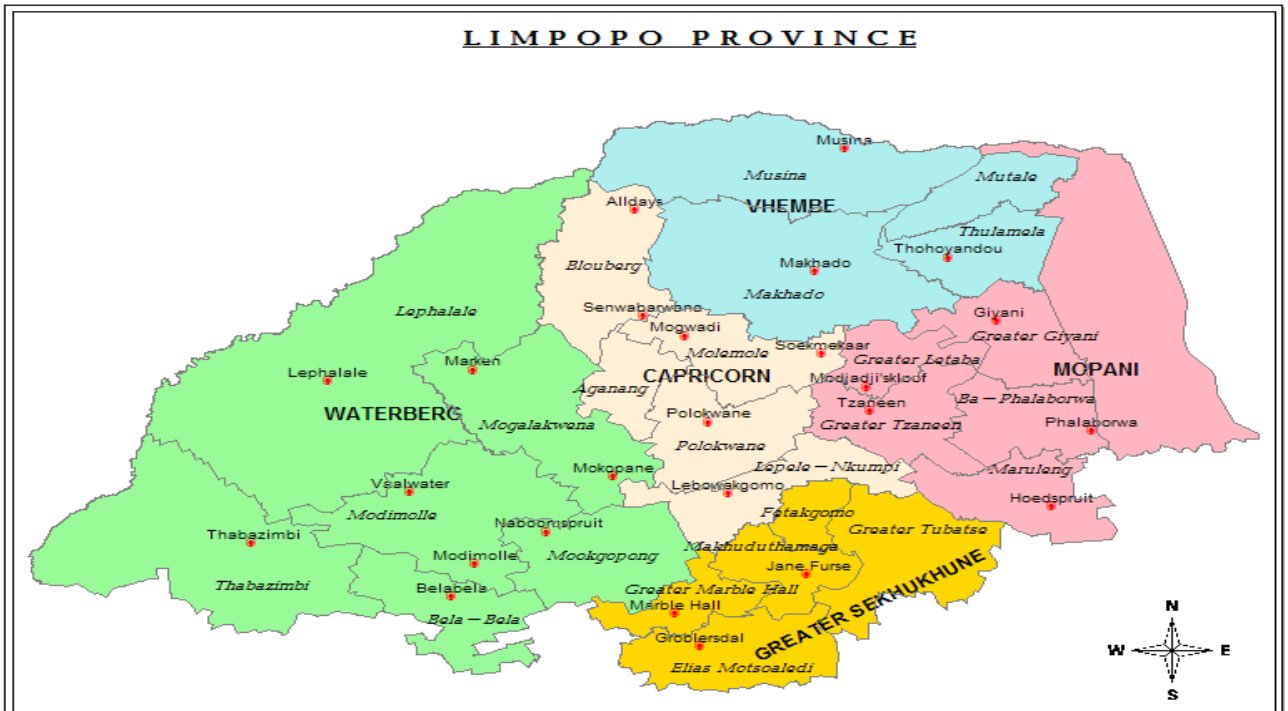 LIMPOPO PROVINCE
Musina
Musina
Mutale
Alldays
VHEMBE
Thulamela
Thohoyandou
Blouberg
Makhado
Makhado
Lephalale
Senwabarwano
Giyani
Mogwadi
Greater Giyani
Molemole
Soekmekaar
Marken
Greater Letaba
Lephalale
Aganang
CAPRICORN
MOPANI
Modjadji'skloof
Ba-Phalaborwa
WATERBERG
Polokwane
Tzaneen
Mogalakwena
Greater Tzaneen
Phalaborwa
Polokwane
Mokopane
Lepele-Nkumpi
Maruleng
Vaalwater
Lebowakgomo
Hoedspruit
Modimolle
Fetakgomo
Naboomspruit
Greater Tubatse
Thabazimbi
Modimolle
Mookgopong
Makhuduthamaga
Jane Furse
Thabazimbi
Belabela
Greater Marble Hall
Bela-Bela
Marble Hall
GREATER SEKHUKHUNE
Groblersdal
Elias Motsoaledi
N
W E
S